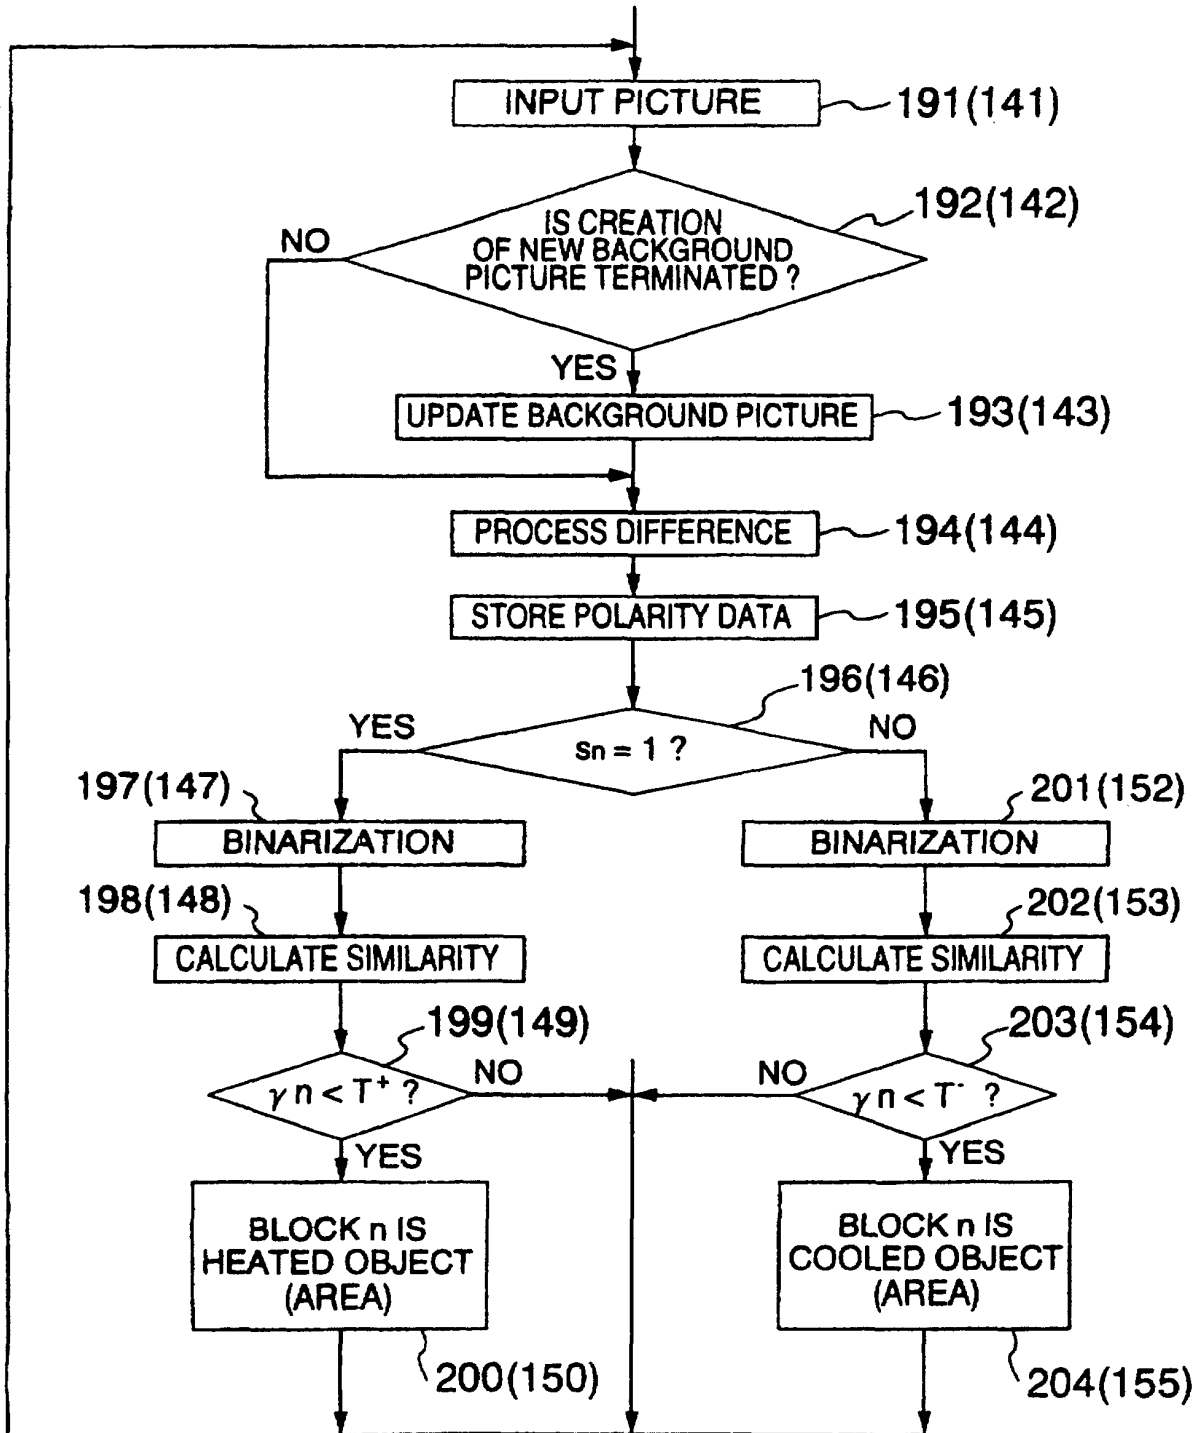 INPUT PICTURE
191(141)
IS CREATION
OF NEW BACKGROUND
PICTURE TERMINATED ?
192(142)
NO
YES
UPDATE BACKGROUND PICTURE
193(143)
PROCESS DIFFERENCE
194(144)
STORE POLARITY DATA
195(145)
196(146)
YES
sn = 1 ?
NO
197(147)
BINARIZATION
201(152)
BINARIZATION
198(148)
CALCULATE SIMILARITY
202(153)
CALCULATE SIMILARITY
199(149)
γ n < T⁺ ?
NO
203(154)
NO
γ n < T⁻ ?
YES
YES
BLOCK n IS
HEATED OBJECT
(AREA)
200(150)
BLOCK n IS
COOLED OBJECT
(AREA)
204(155)